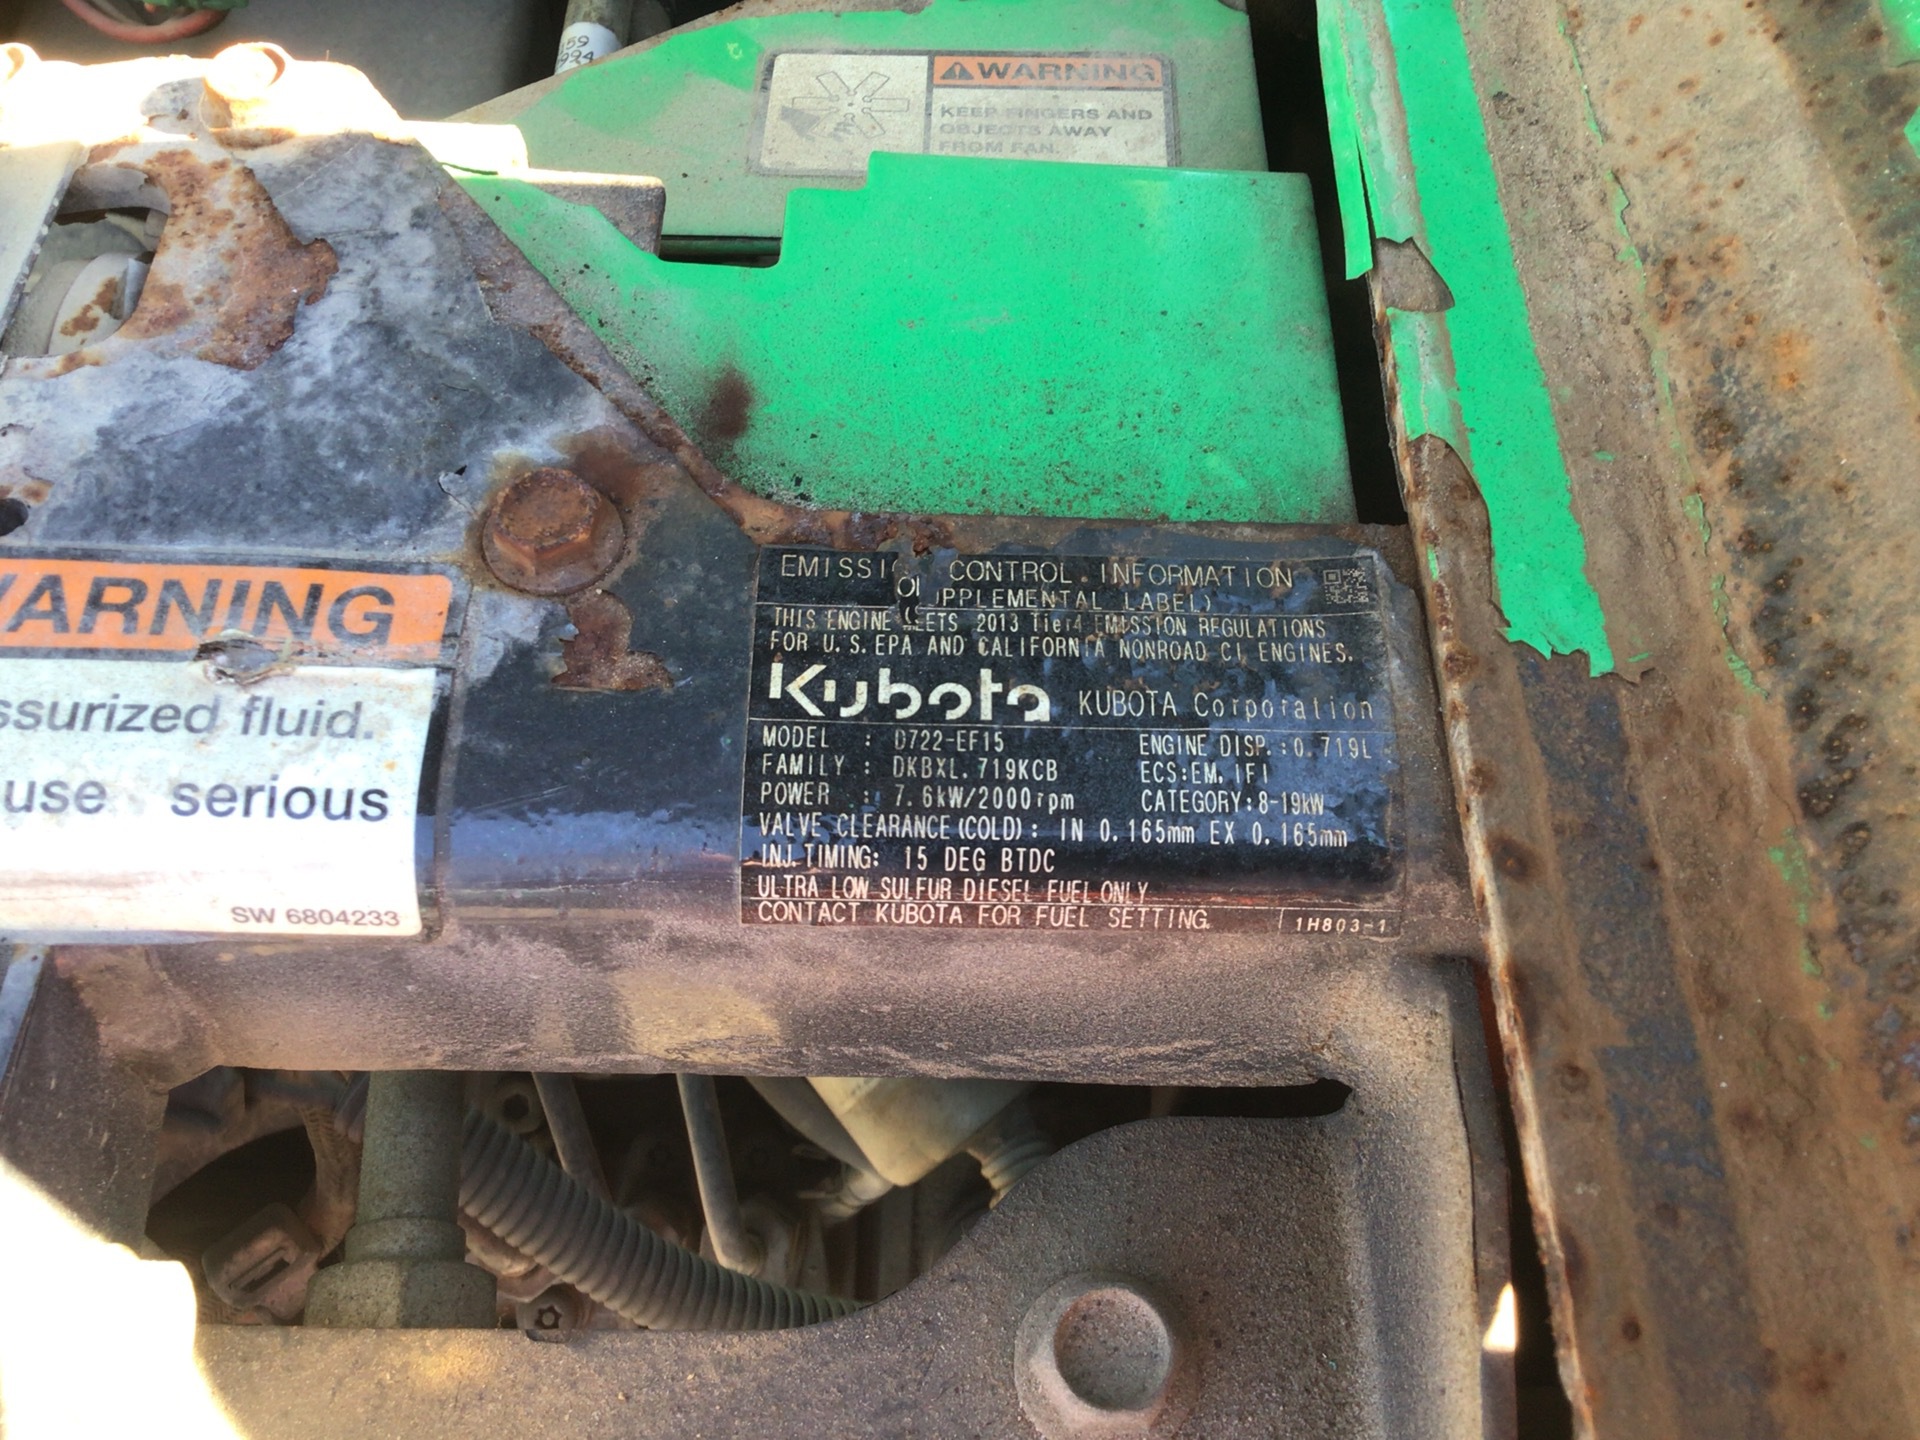 159
994
WARNING
KEEP FINGERS AND
OBJECTS AWAY
FROM FAN.
WARNING
ssurized fluid.
use serious
SW 6804233
CONTROL INFORMATION
LABEL)
THIS ENGINE 2013 Tier4 EMISSION REGULATIONS
FOR U.S. EPA AND CALIFORNIA NONROAD CI ENGINES.
Kubota KUBOTA Corporation
MODEL : D722-EF15 ENGINE DISP.: 0.719L
FAMILY : DKBXL.719KCB ECS:EM, IFI
POWER : 7.6kW/2000rpm CATEGORY: 8-19kW
VALVE CLEARANCE (COLD): IN 0.165mm EX 0.165mm
INJ. TIMING: 15 DEG BTDC
ULTRA LOW SULFUR DIESEL FUEL ONLY
CONTACT KUBOTA FOR FUEL SETTING. 1H803-1